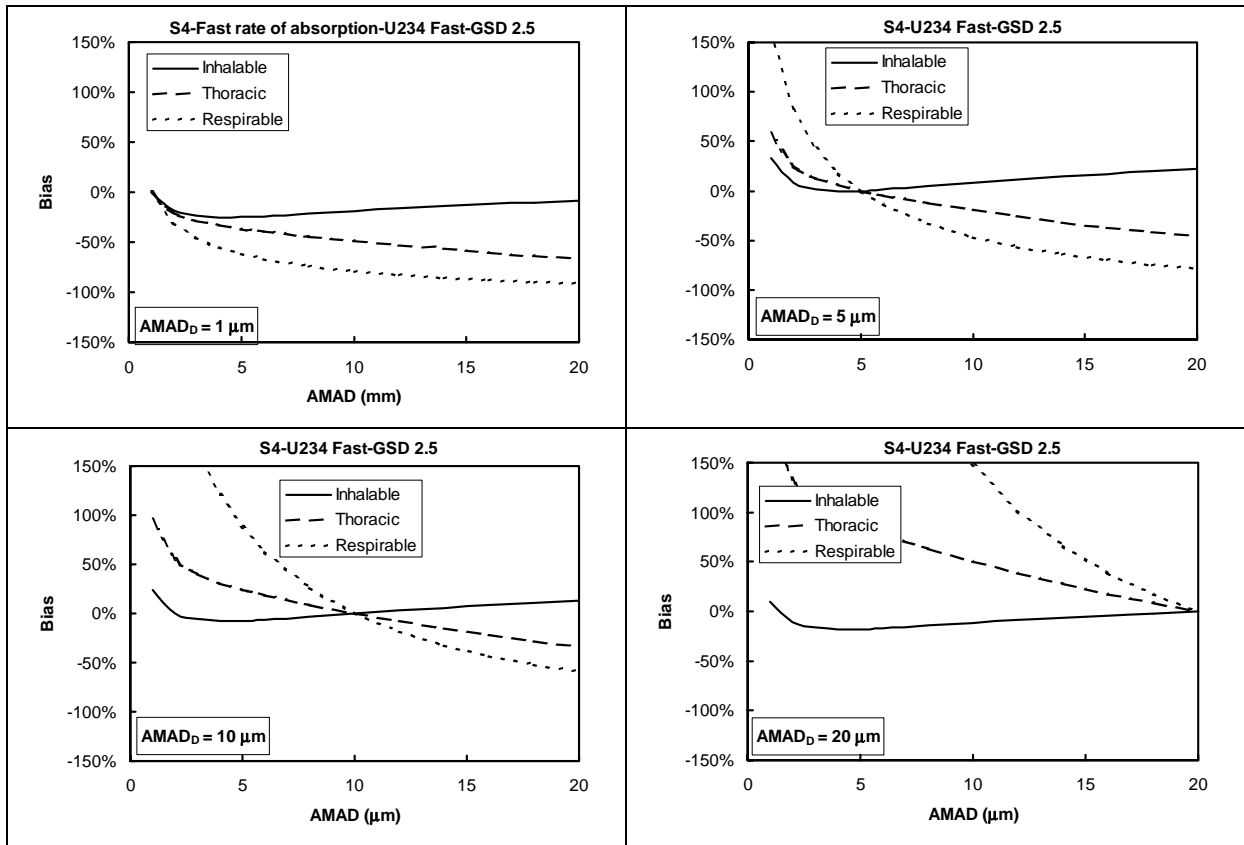 S4-Fast rate of absorption-U234 Fast-GSD 2.5
150%
100%
50%
0%
-50%
-100%
-150%
Bias
Inhalable
Thoracic
Respirable
AMADD = 1 µm
0 5 10 15 20
AMAD (mm)
S4-U234 Fast-GSD 2.5
150%
100%
50%
0%
-50%
-100%
-150%
Inhalable
Thoracic
Respirable
AMADD = 5 µm
0 5 10 15 20
S4-U234 Fast-GSD 2.5
150%
100%
50%
0%
-50%
-100%
-150%
Bias
Inhalable
Thoracic
Respirable
AMADD = 10 µm
0 5 10 15 20
AMAD (µm)
S4-U234 Fast-GSD 2.5
150%
100%
50%
0%
-50%
-100%
-150%
Bias
Inhalable
Thoracic
Respirable
AMADD = 20 µm
0 5 10 15 20
AMAD (µm)